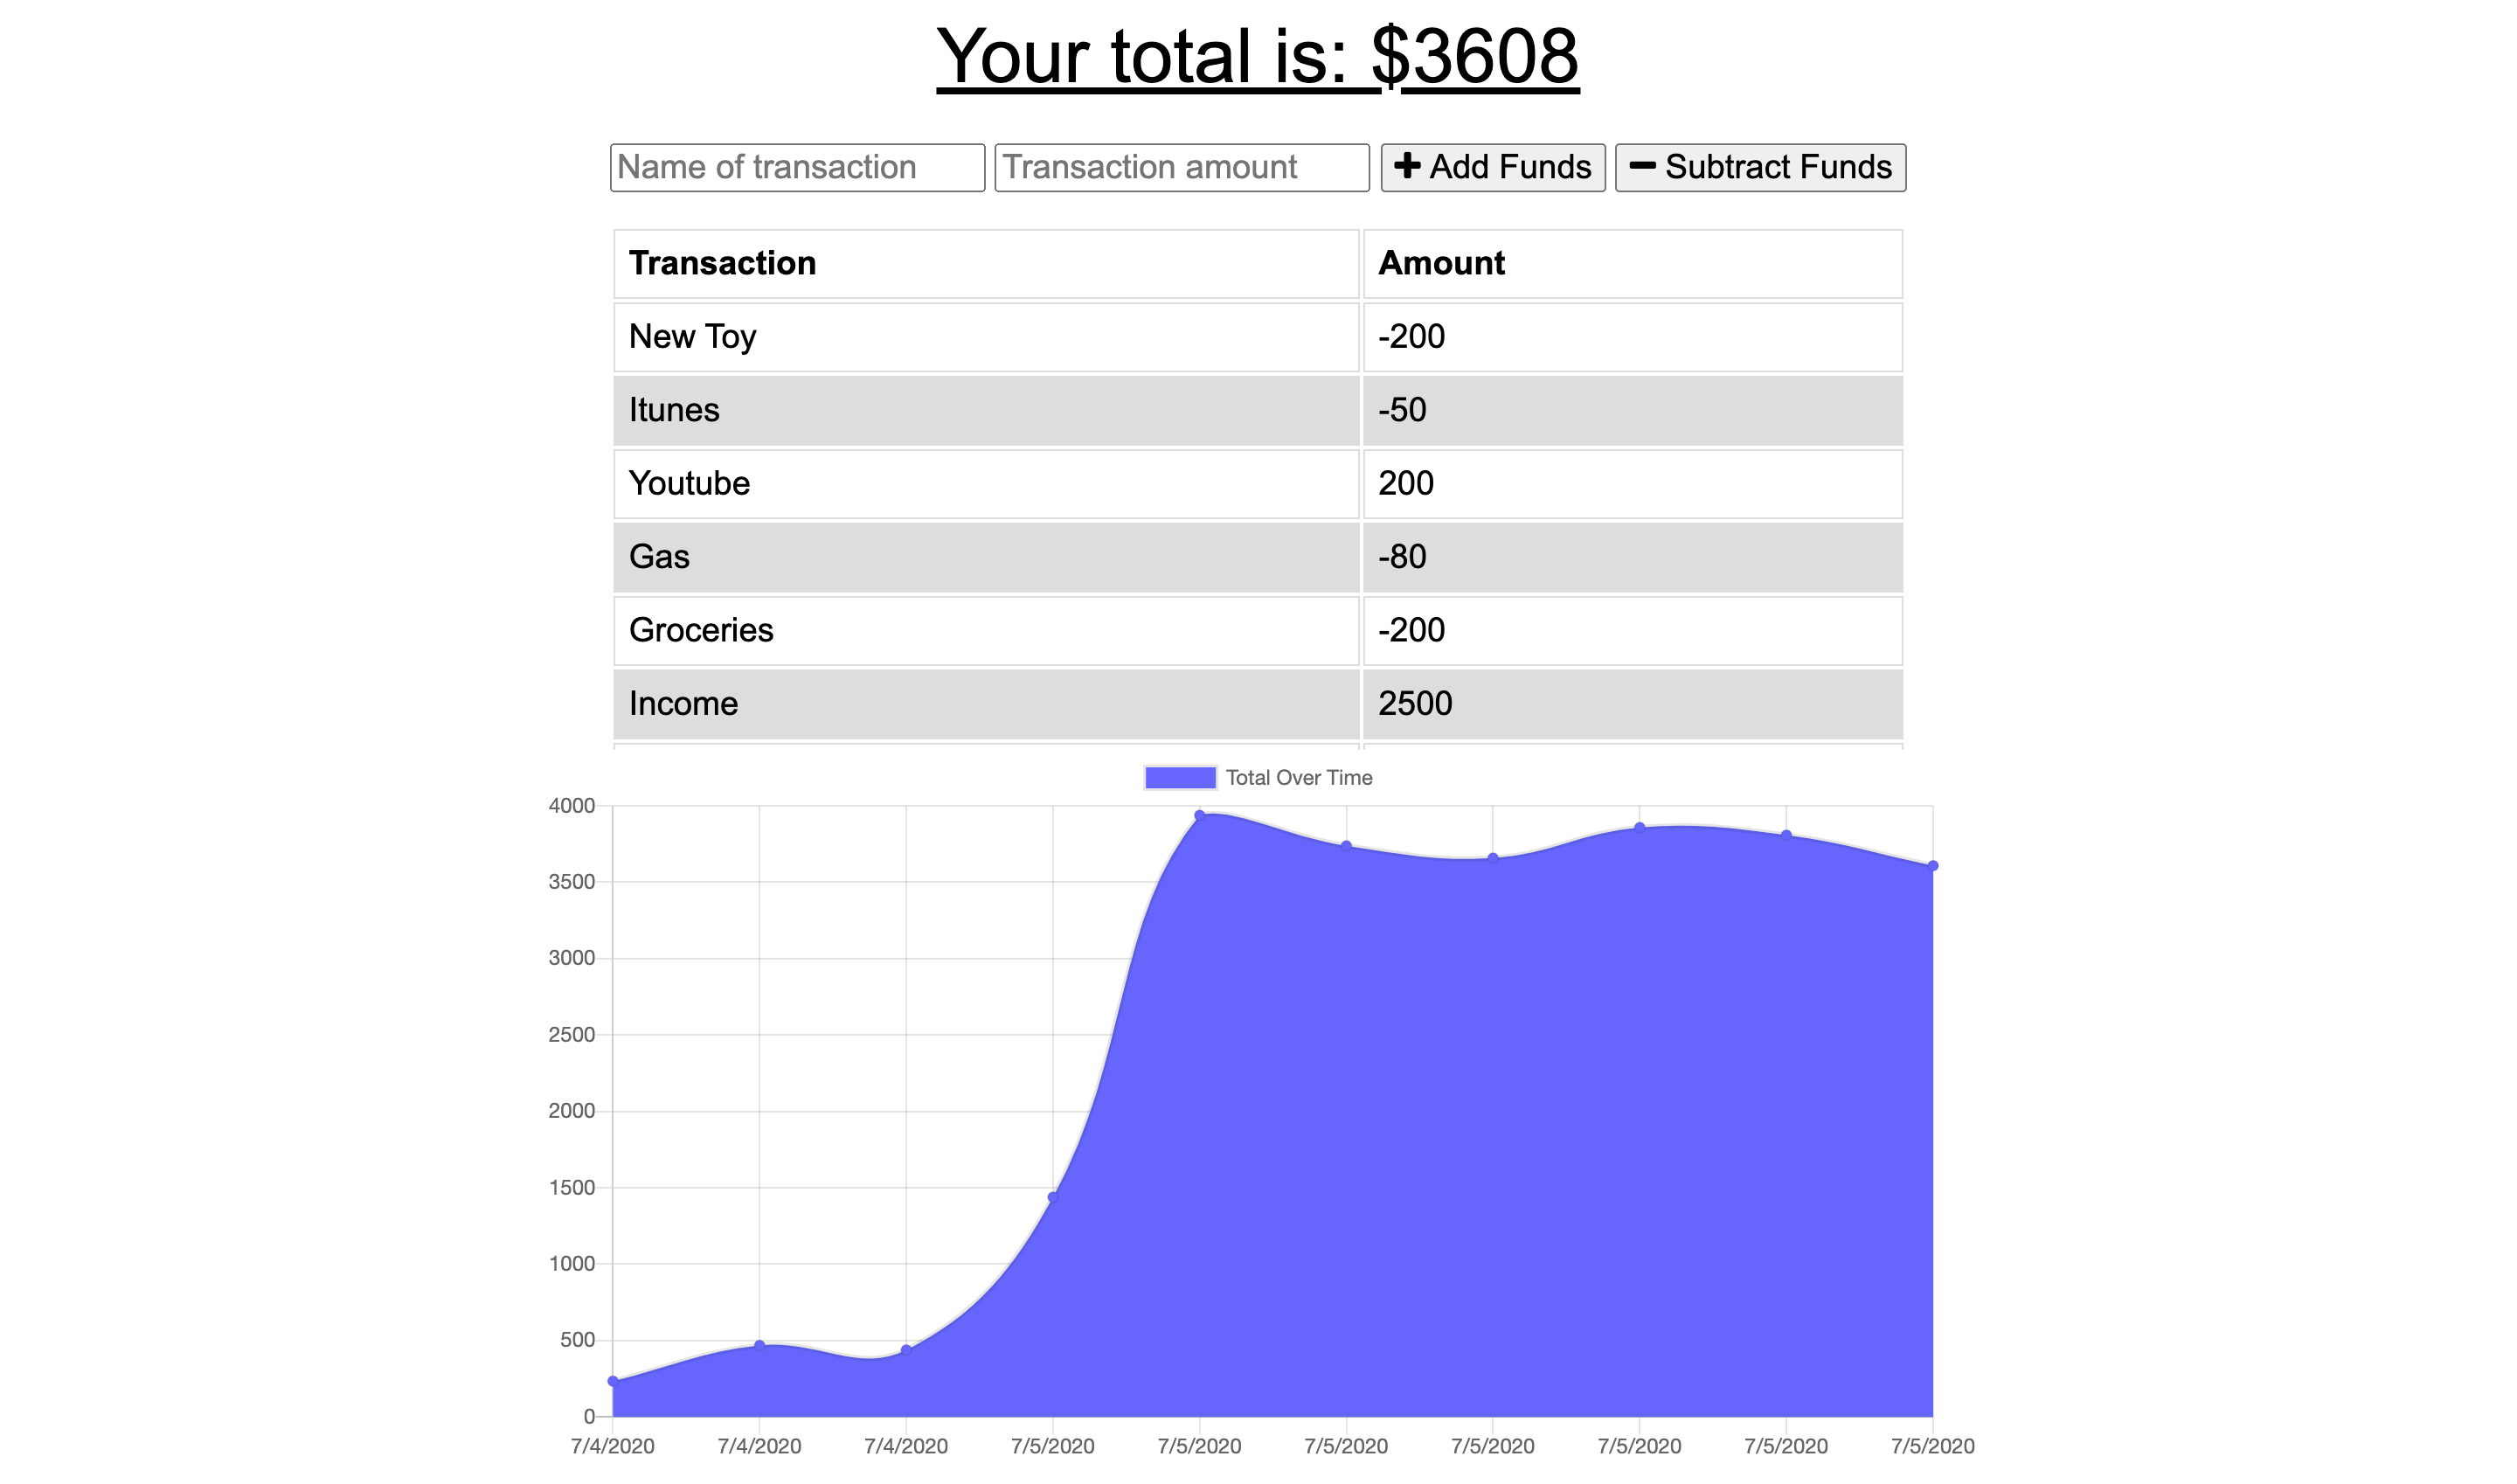 Your total is: $3608
Name of transaction Transaction amount Add Funds Subtract Funds
Transaction Amount
New Toy -200
Itunes -50
Youtube 200
Gas -80
Groceries -200
Income 2500
Total Over Time
4000
3500
3000
2500
2000
1500
1000
500
0
7/4/2020 7/4/2020 7/4/2020 7/5/2020 7/5/2020 7/5/2020 7/5/2020 7/5/2020 7/5/2020 7/5/2020